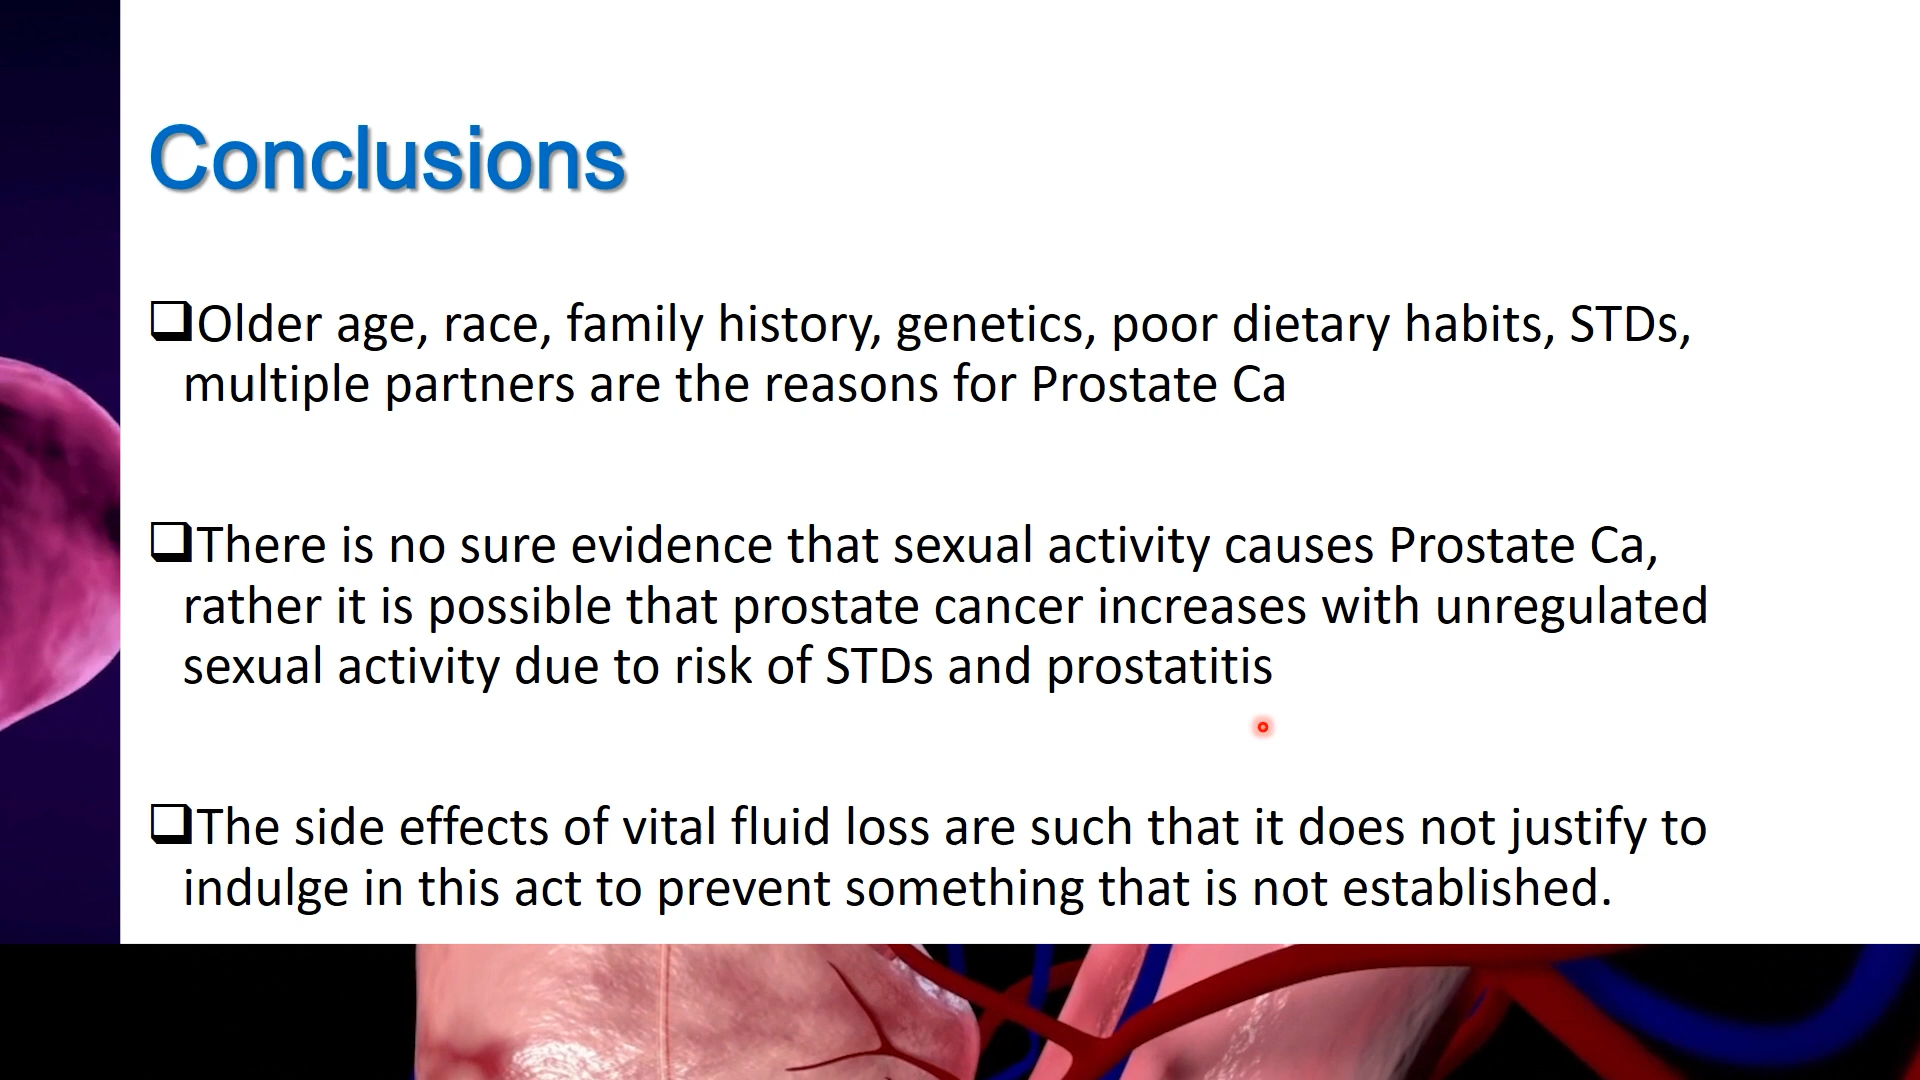 Conclusions
❑Older age, race, family history, genetics, poor dietary habits, STDs,
multiple partners are the reasons for Prostate Ca
❑There is no sure evidence that sexual activity causes Prostate Ca,
rather it is possible that prostate cancer increases with unregulated
sexual activity due to risk of STDs and prostatitis
❑The side effects of vital fluid loss are such that it does not justify to
indulge in this act to prevent something that is not established.